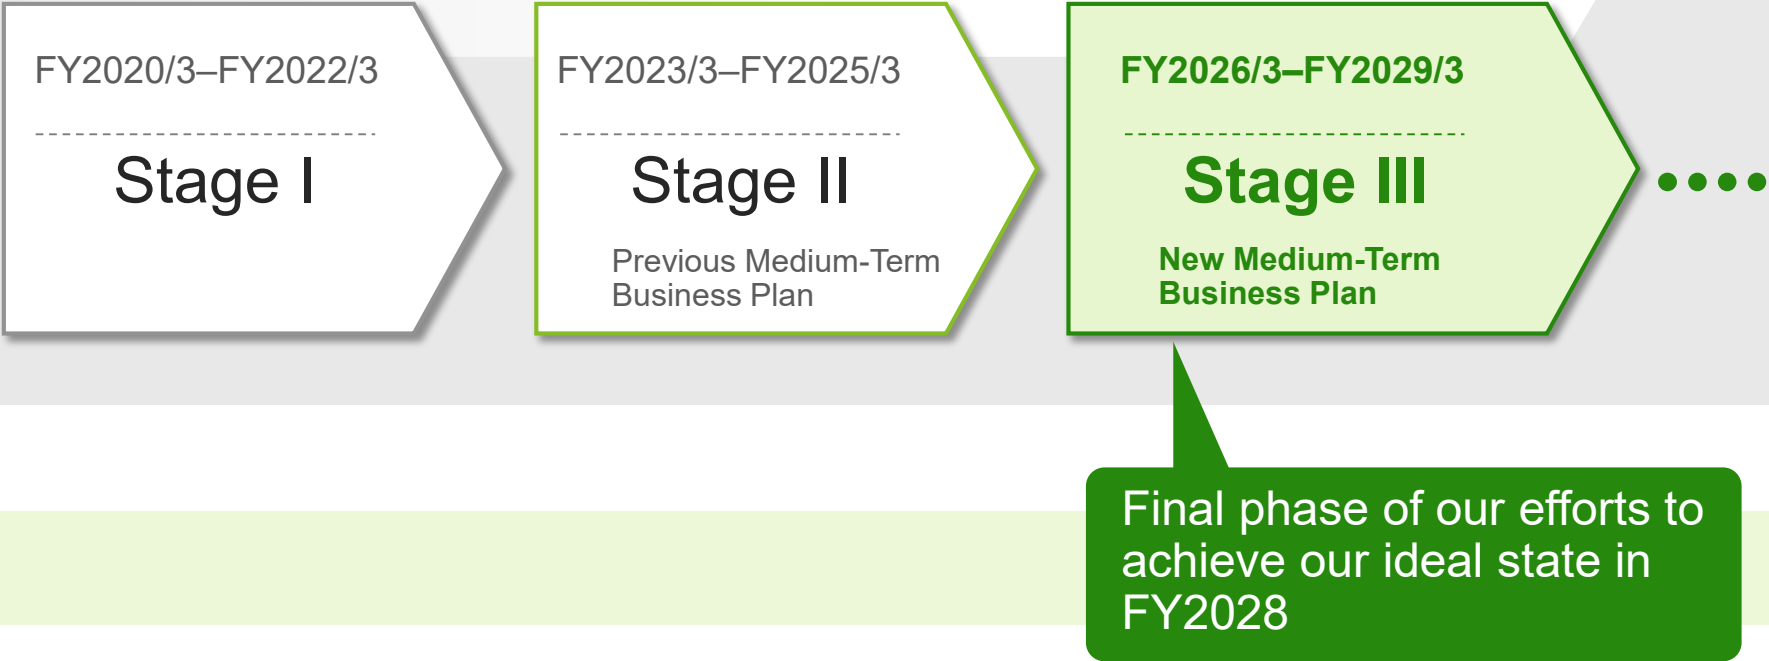 FY2020/3–FY2022/3
Stage I
FY2023/3–FY2025/3
Stage II
Previous Medium-Term
Business Plan
FY2026/3–FY2029/3
Stage III
New Medium-Term
Business Plan
Final phase of our efforts to
achieve our ideal state in
FY2028